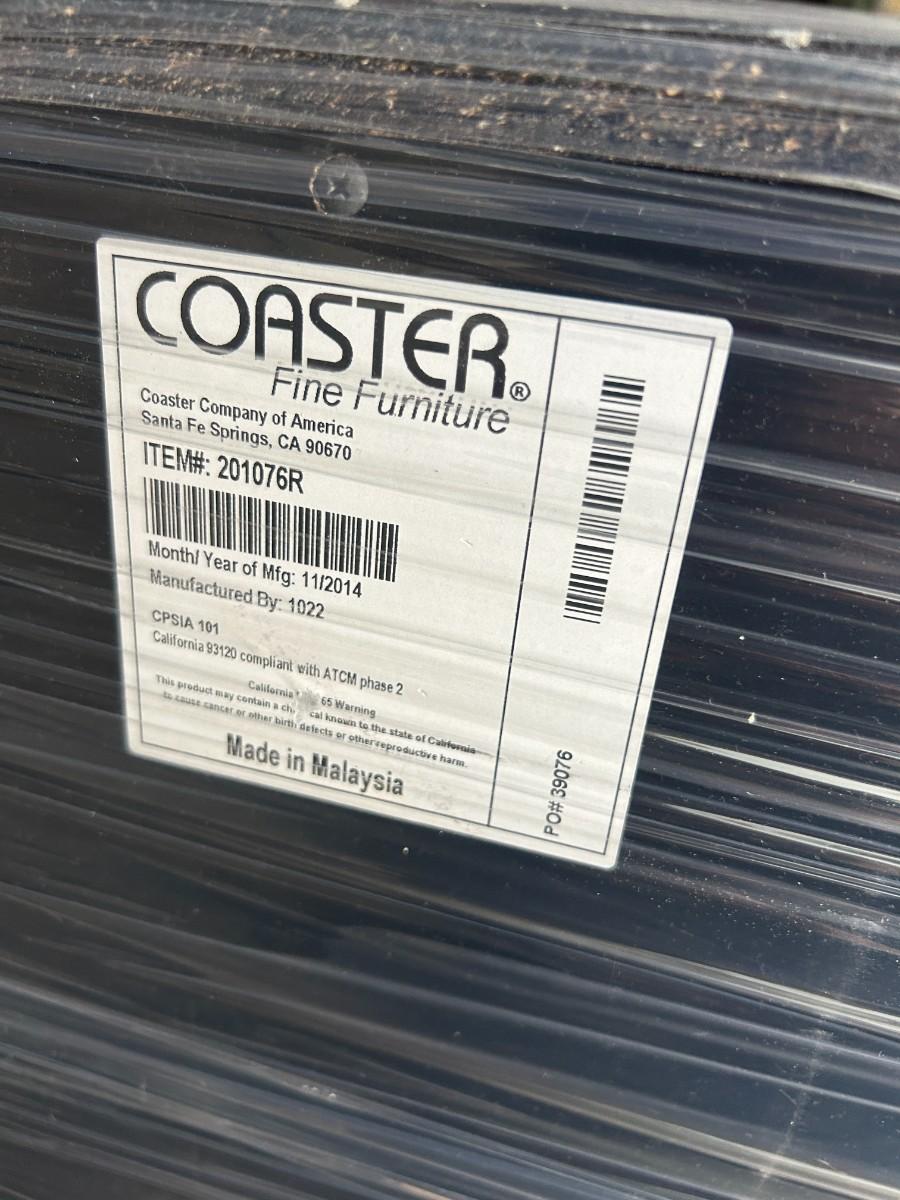 COASTER®
Fine Furniture
Coaster Company of America
Santa Fe Springs, CA 90670
ITEM#: 201076R
Month/ Year of Mfg: 11/2014
Manufactured By: 1022
CPSIA 101
California 93120 compliant with ATCM phase 2
California 65 Warning
This product may contain a ch cal known to the state of California
to cause cancer or other birth defects or other reproductive harm.
Made in Malaysia
PO# 39076